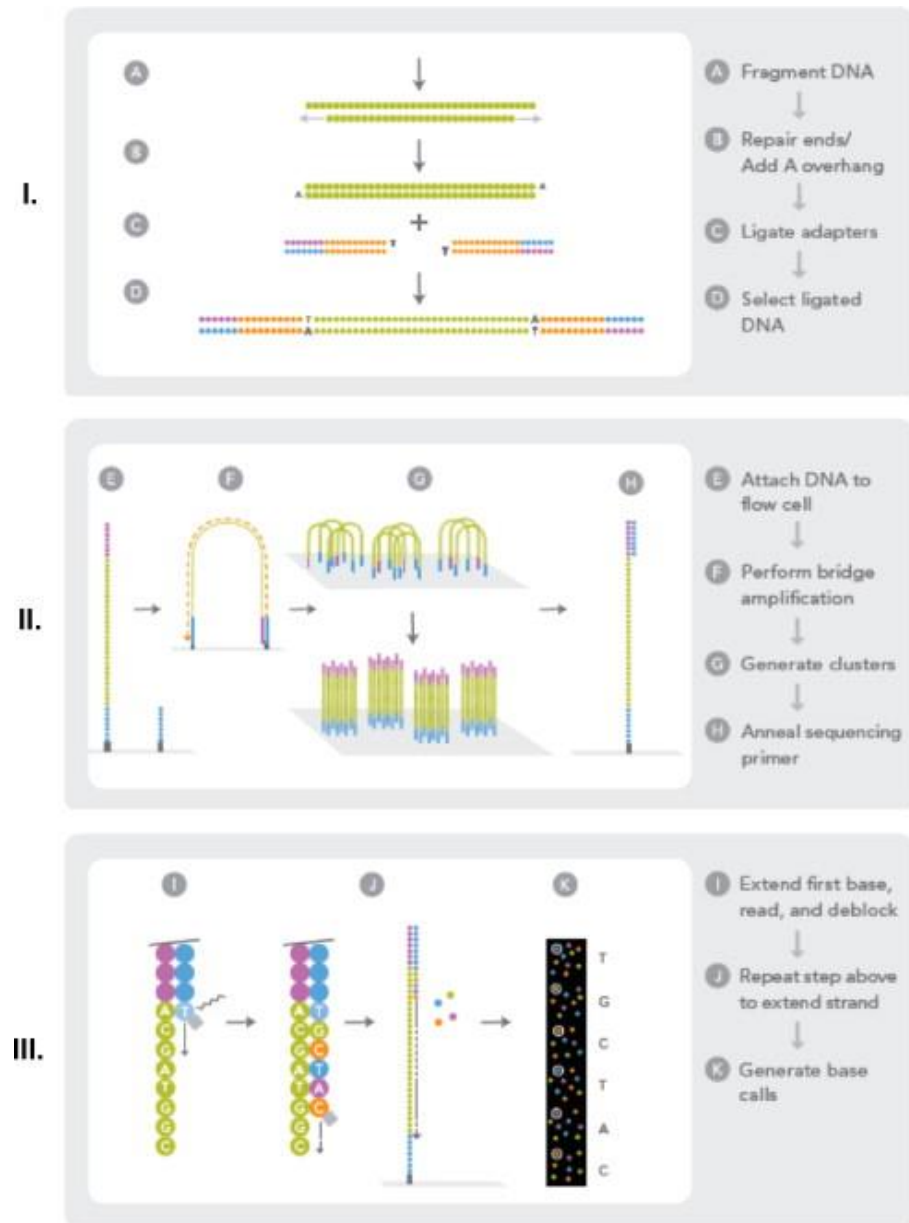 I.
A
B
C
D
A
A
+
T
T
T
A
A
T
A Fragment DNA
B Repair ends/
Add A overhang
C Ligate adapters
D Select ligated
DNA
II.
E
F
G
H
E Attach DNA to
flow cell
F Perform bridge
amplification
G Generate clusters
H Anneal sequencing
primer
III.
I
J
K
A T
C
G
A
T
G
G
C
A T
C G
G C
A T
T A
G C
G
C
T
G
C
T
A
C
I Extend first base,
read, and deblock
J Repeat step above
to extend strand
K Generate base
calls